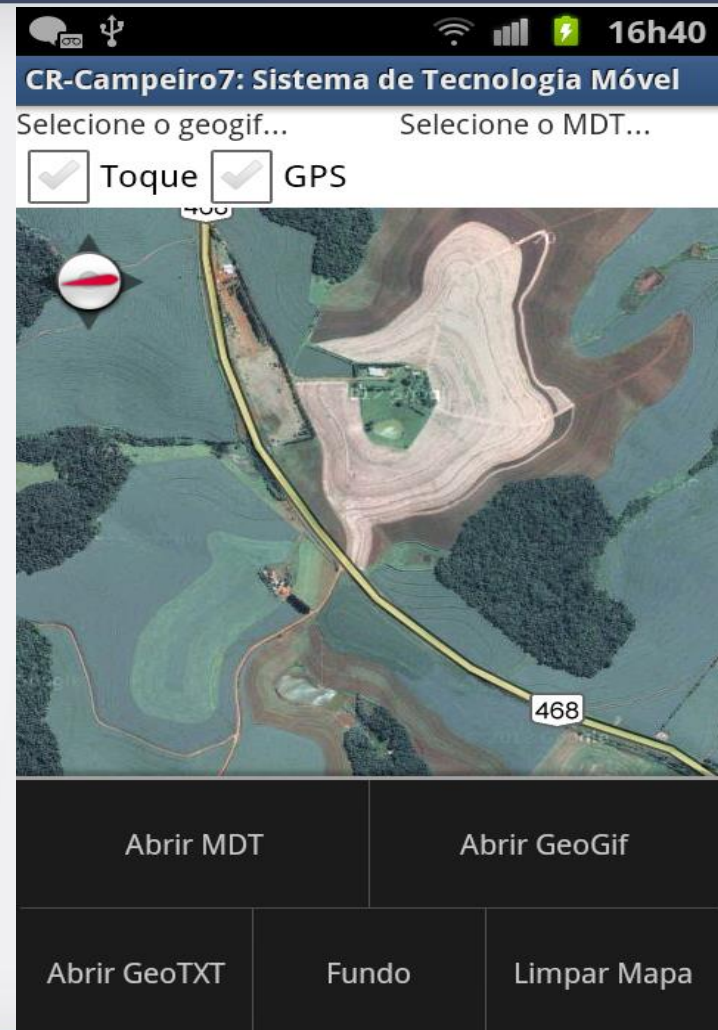 16h40
CR-Campeiro7: Sistema de Tecnologia Móvel
Selecione o geogif... Selecione o MDT...
Toque GPS
468
468
Abrir MDT Abrir GeoGif
Abrir GeoTXT Fundo Limpar Mapa